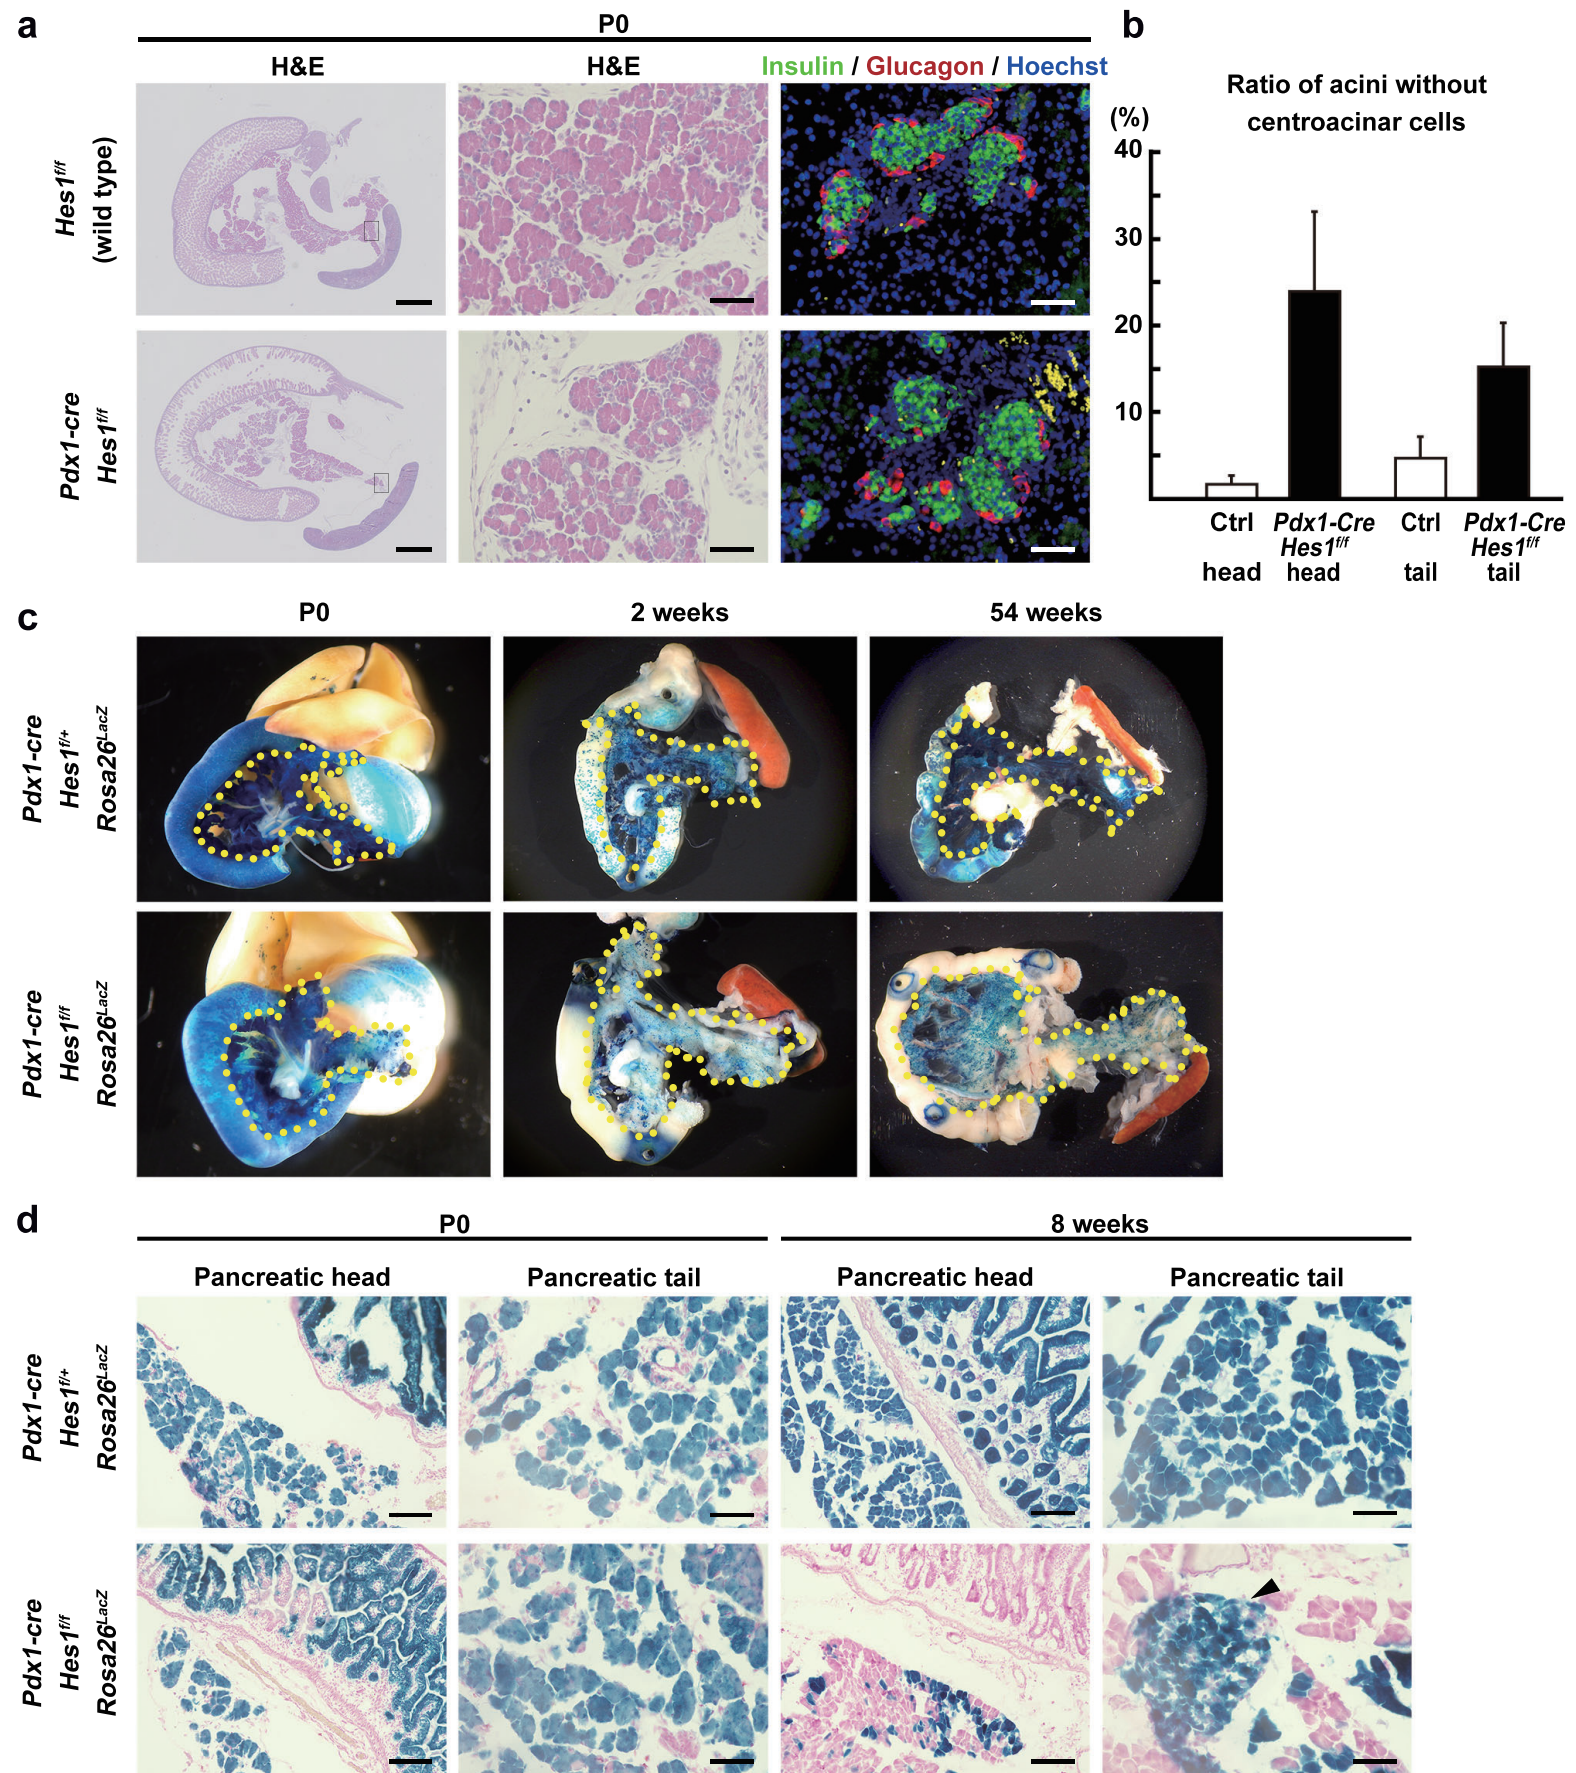 a
P0
H&E
H&E
Insulin / Glucagon / Hoechst
Hes1f/f
(wild type)
Pdx1-cre
Hes1f/f
b
Ratio of acini without
centroacinar cells
(%)
40
30
20
10
Ctrl
head
Pdx1-Cre
Hes1f/f
head
Ctrl
tail
Pdx1-Cre
Hes1f/f
tail
c
P0
2 weeks
54 weeks
Pdx1-cre
Hes1f/+
Rosa26LacZ
Pdx1-cre
Hes1f/f
Rosa26LacZ
d
P0
8 weeks
Pancreatic head
Pancreatic tail
Pancreatic head
Pancreatic tail
Pdx1-cre
Hes1f/+
Rosa26LacZ
Pdx1-cre
Hes1f/f
Rosa26LacZ